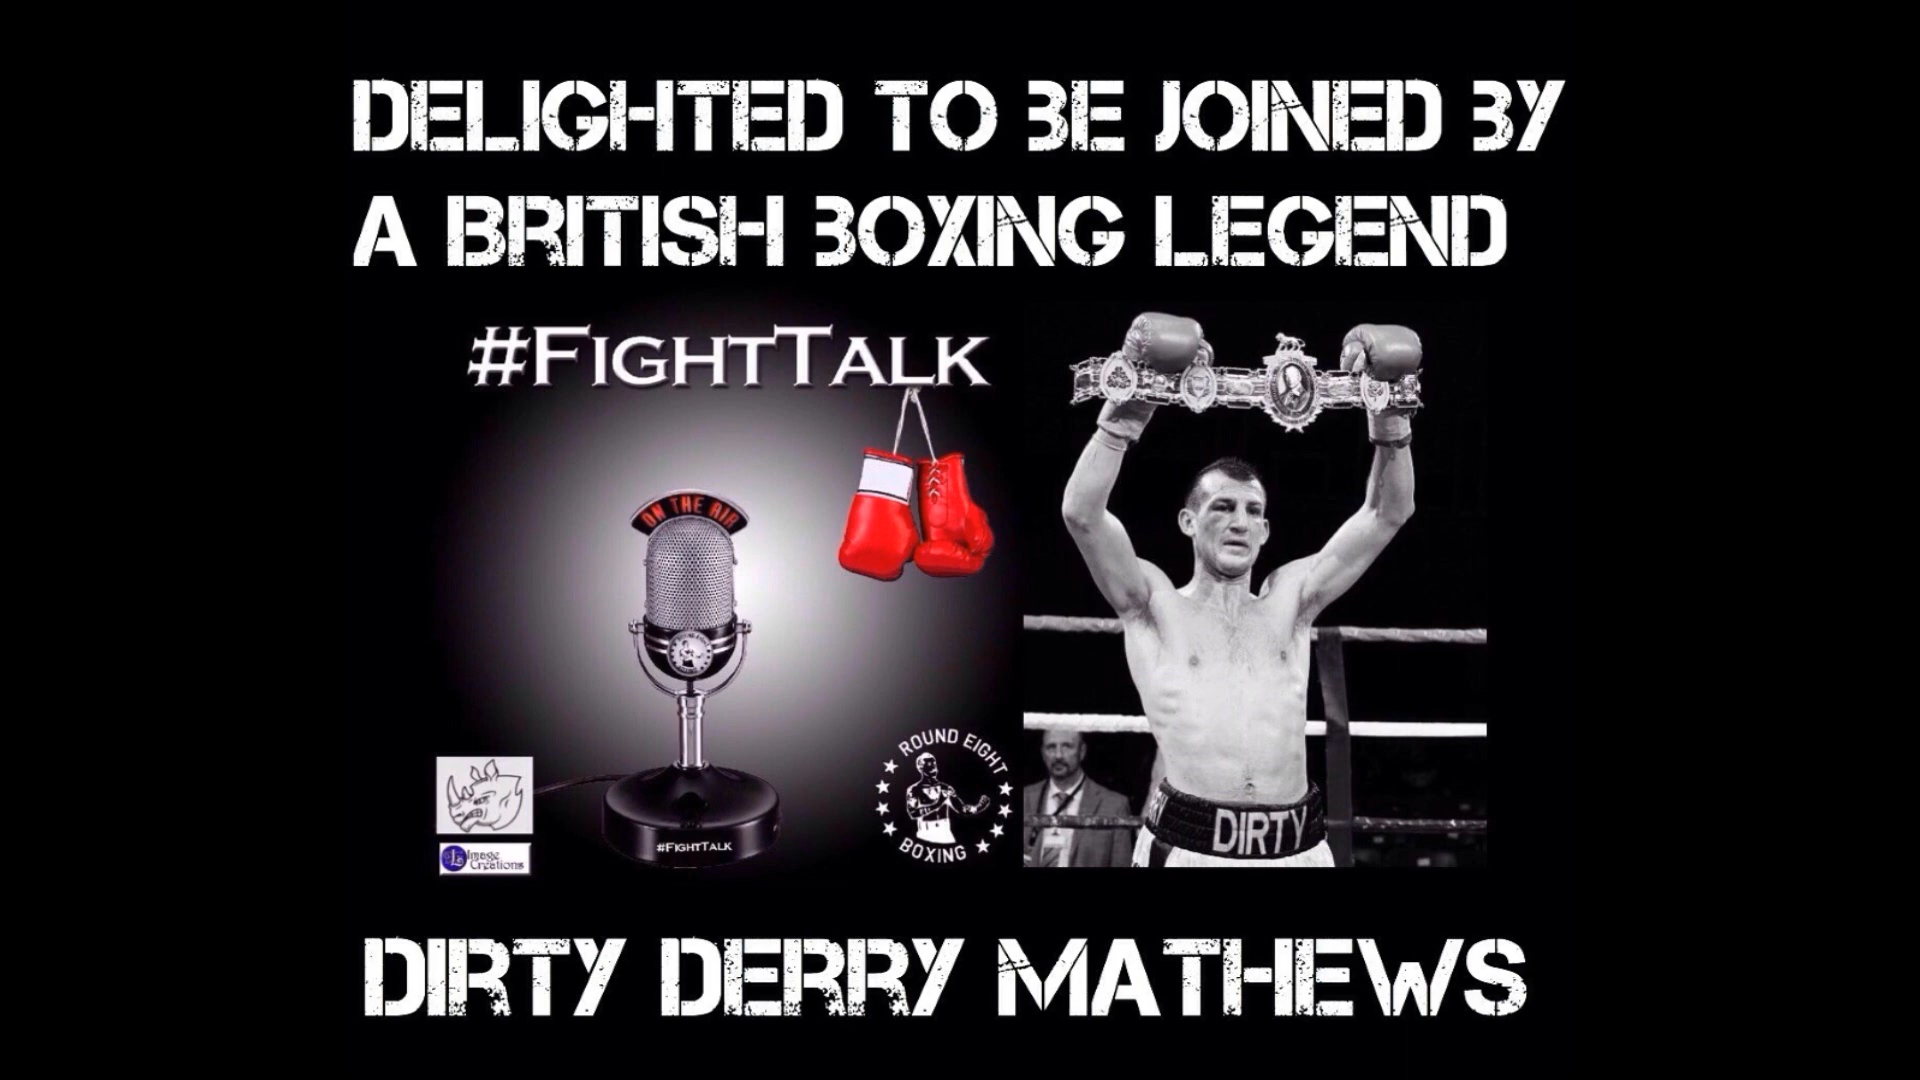 DELIGHTED TO BE JOINED BY
A BRITISH BOXING LEGEND
#FIGHTTALK
ON THE AIR
ROUND EIGHT
BOXING
Image
Creations
#FIGHTTALK
DIRTY
DIRTY DERRY MATHEWS